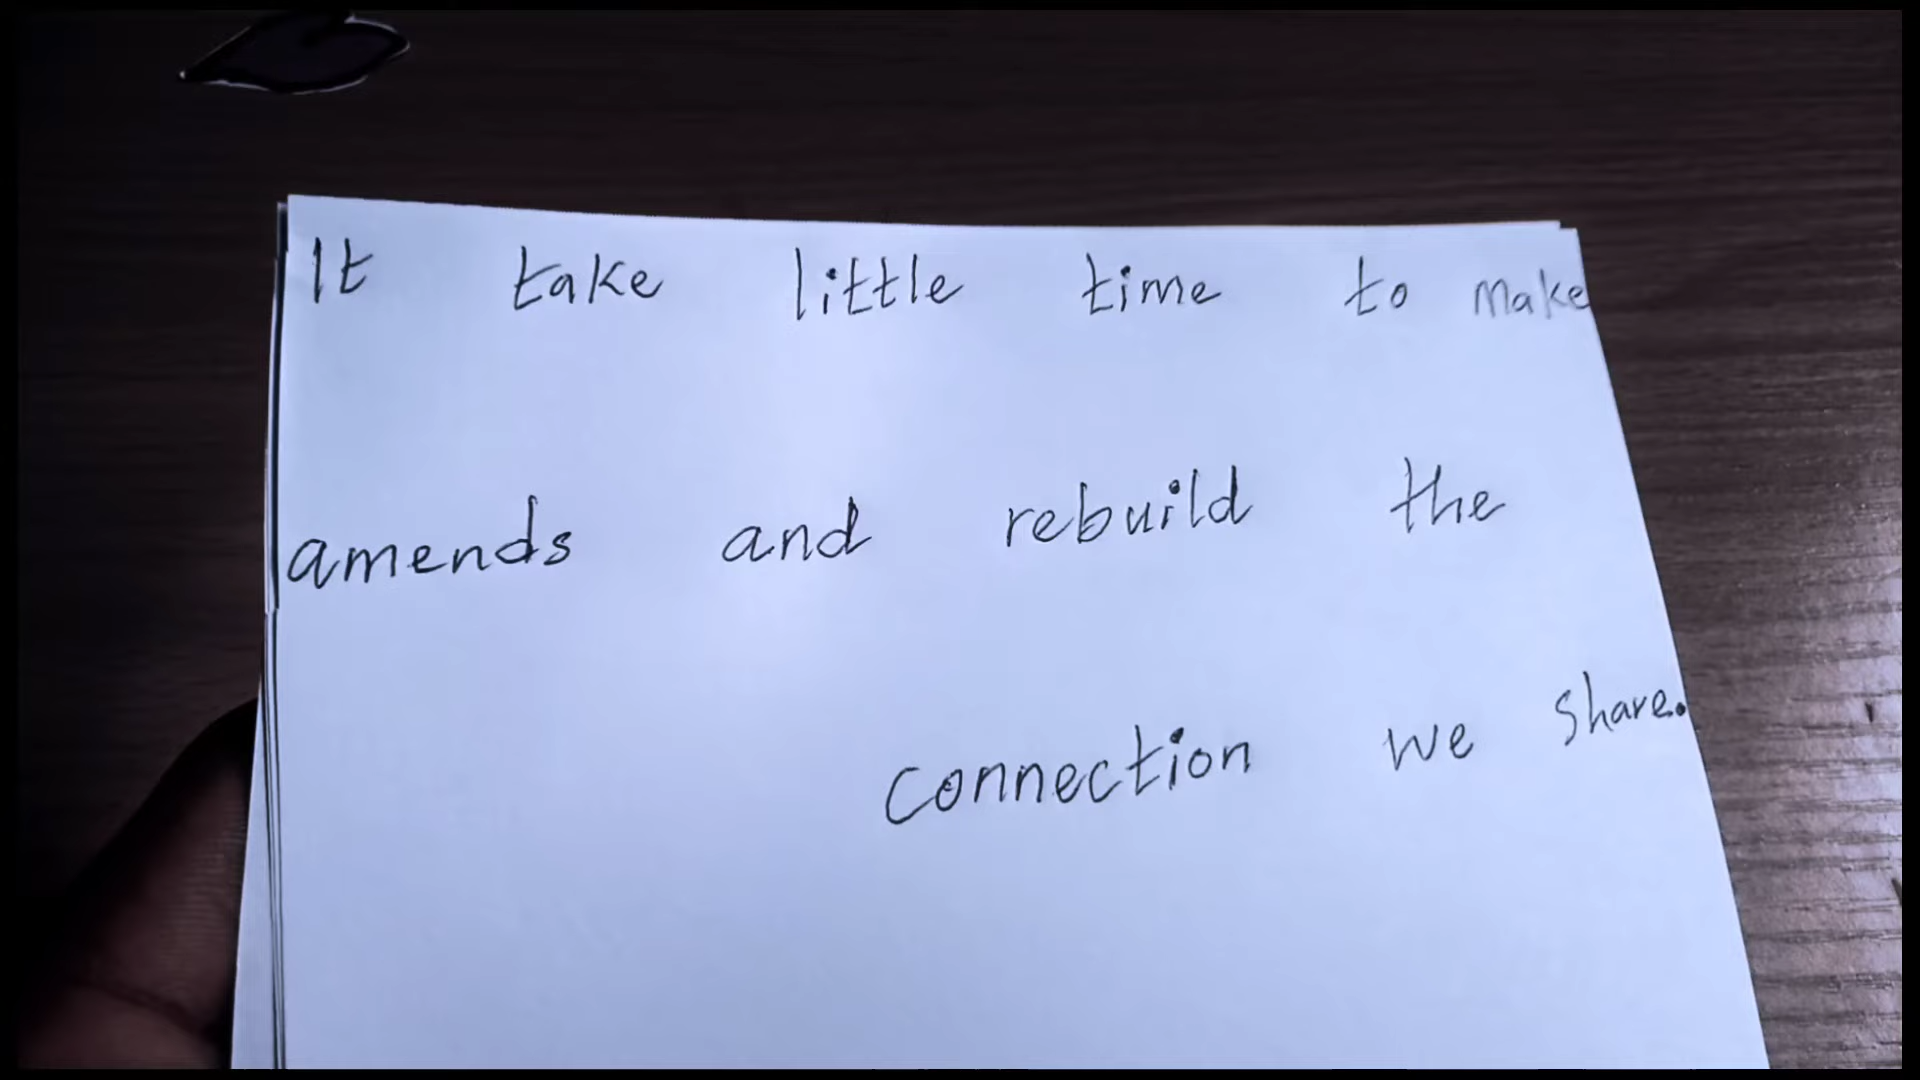 It take little time to make
amends and rebuild the
connection we share.